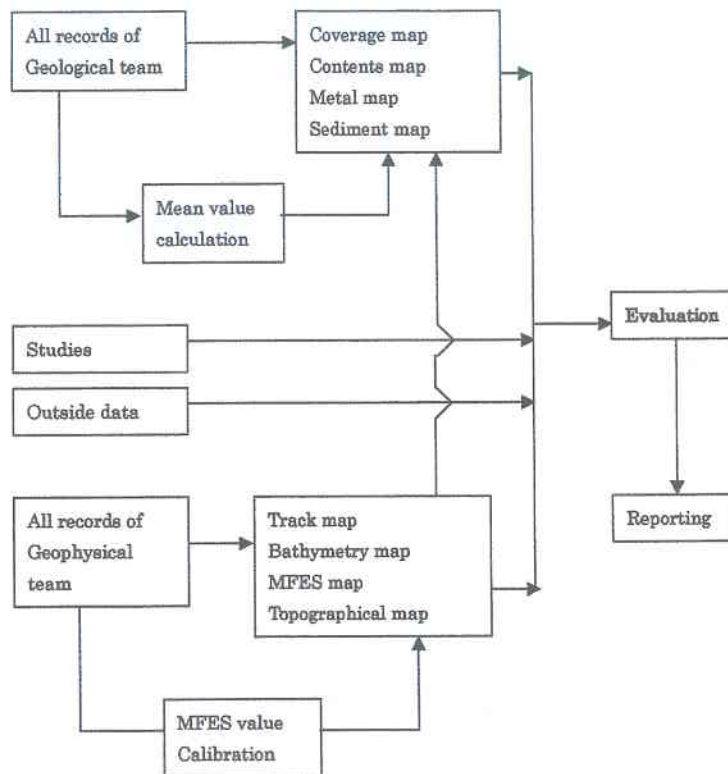 All records of
Geological team
Coverage map
Contents map
Metal map
Sediment map
Mean value
calculation
Studies
Outside data
Evaluation
Reporting
All records of
Geophysical
team
Track map
Bathymetry map
MFES map
Topographical map
MFES value
Calibration